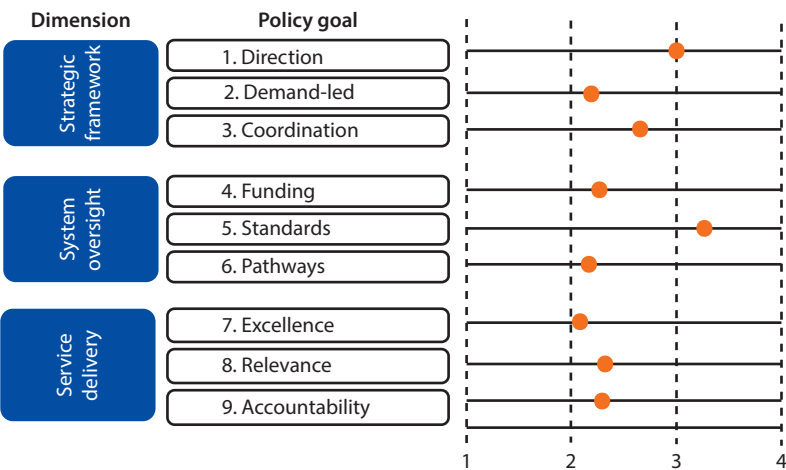 Dimension
Policy goal
Strategic
framework
1. Direction
2. Demand-led
3. Coordination
System
oversight
4. Funding
5. Standards
6. Pathways
Service
delivery
7. Excellence
8. Relevance
9. Accountability
1 2 3 4